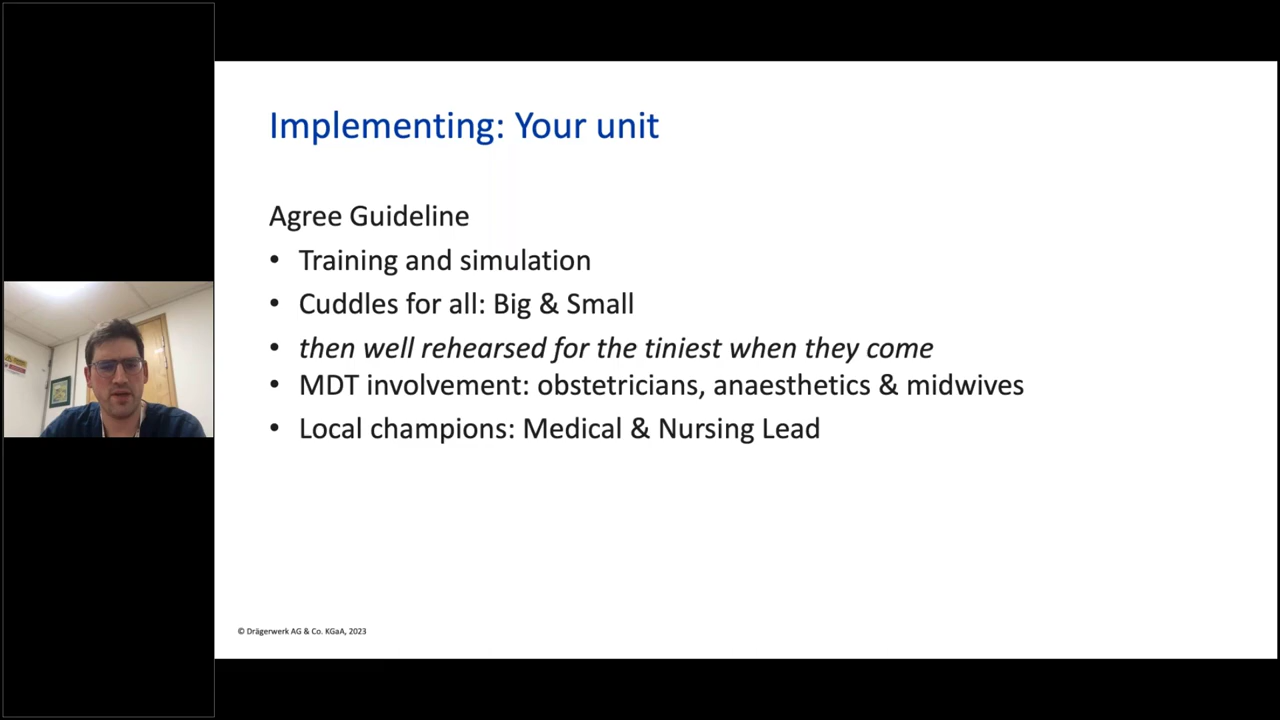 Implementing: Your unit
Agree Guideline
• Training and simulation
• Cuddles for all: Big & Small
• then well rehearsed for the tiniest when they come
• MDT involvement: obstetricians, anaesthetics & midwives
• Local champions: Medical & Nursing Lead
© Drägerwerk AG & Co. KGaA, 2023